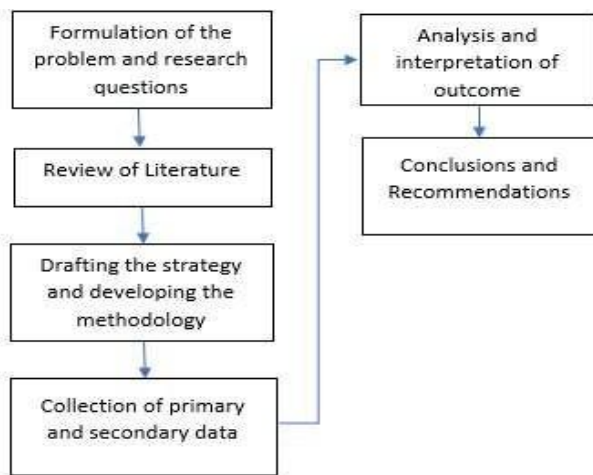 Formulation of the
problem and research
questions
Review of Literature
Drafting the strategy
and developing the
methodology
Collection of primary
and secondary data
Analysis and
interpretation of
outcome
Conclusions and
Recommendations